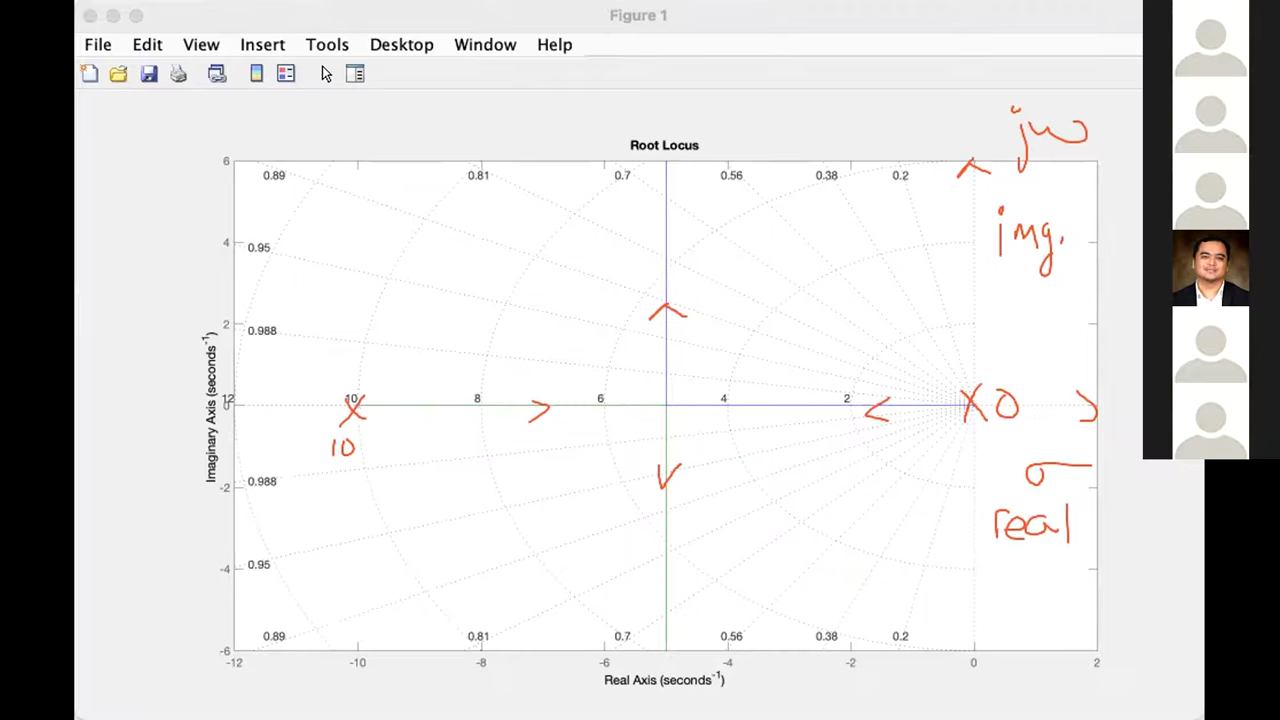 Figure 1
File Edit View Insert Tools Desktop Window Help
jω
Root Locus
6 0.89 0.81 0.7 0.56 0.38 0.2
img.
4 0.95
2 0.988
12 10 8 6 4 2
0 X X 0
10
-2 0.988
σ
real
-4 0.95
-6 0.89 0.81 0.7 0.56 0.38 0.2
-12 -10 -8 -6 -4 -2 0 2
Real Axis (seconds⁻¹)
Imaginary Axis (seconds⁻¹)